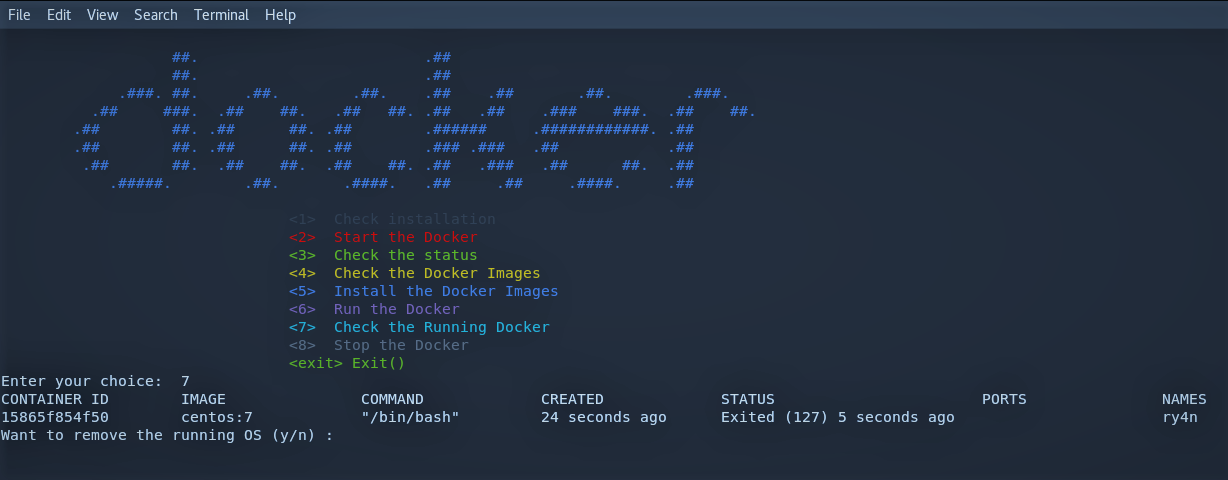 File Edit View Search Terminal Help
docker
<1> Check installation
<2> Start the Docker
<3> Check the status
<4> Check the Docker Images
<5> Install the Docker Images
<6> Run the Docker
<7> Check the Running Docker
<8> Stop the Docker
<exit> Exit()
Enter your choice: 7
CONTAINER ID IMAGE COMMAND CREATED STATUS PORTS NAMES
15865f854f50 centos:7 "/bin/bash" 24 seconds ago Exited (127) 5 seconds ago ry4n
Want to remove the running OS (y/n) :